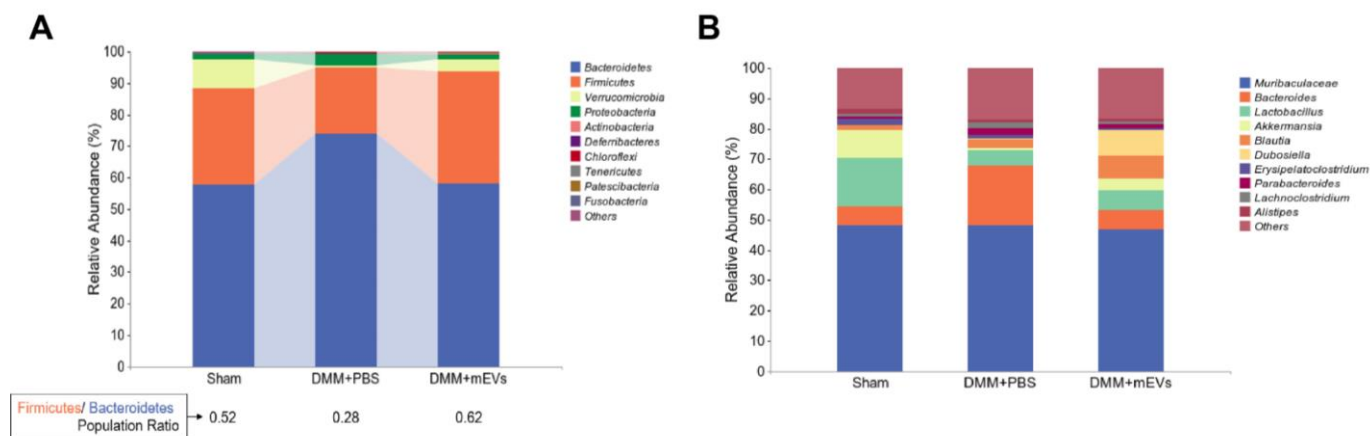 A
Relative Abundance (%)
100
90
80
70
60
50
40
30
20
10
0
Sham
DMM+PBS
DMM+mEVs
Bacteroidetes
Firmicutes
Verrucomicrobia
Proteobacteria
Actinobacteria
Deferribacteres
Chloroflexi
Tenericutes
Patescibacteria
Fusobacteria
Others
Firmicutes/ Bacteroidetes
Population Ratio
0.52
0.28
0.62
B
Relative Abundance (%)
100
90
80
70
60
50
40
30
20
10
0
Sham
DMM+PBS
DMM+mEVs
Muribaculaceae
Bacteroides
Lactobacillus
Akkermansia
Blautia
Dubosiella
Erysipelatoclostridium
Parabacteroides
Lachnoclostridium
Alistipes
Others